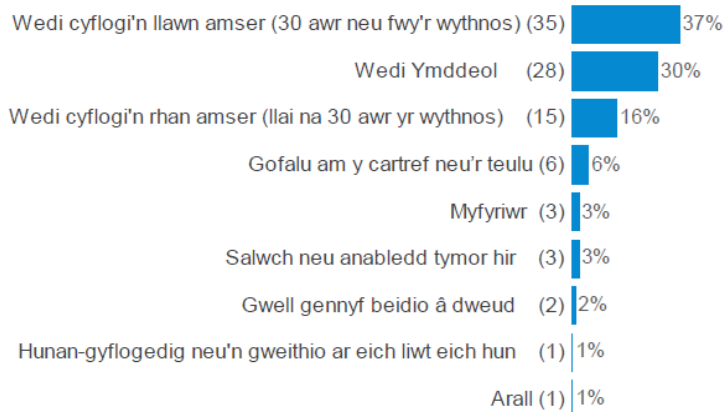 Wedi cyflogi'n llawn amser (30 awr neu fwy'r wythnos) (35) 37%
Wedi Ymddeol (28) 30%
Wedi cyflogi'n rhan amser (llai na 30 awr yr wythnos) (15) 16%
Gofalu am y cartref neu’r teulu (6) 6%
Myfyriwr (3) 3%
Salwch neu anabledd tymor hir (3) 3%
Gwell gennyf beidio â dweud (2) 2%
Hunan-gyflogedig neu'n gweithio ar eich liwt eich hun (1) 1%
Arall (1) 1%